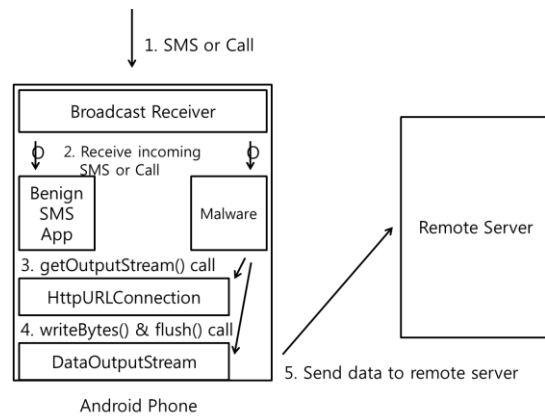 1. SMS or Call
Broadcast Receiver
2. Receive incoming
SMS or Call
Benign
SMS
App
Malware
Remote Server
3. getOutputStream() call
HttpURLConnection
4. writeBytes() & flush() call
DataOutputStream
5. Send data to remote server
Android Phone